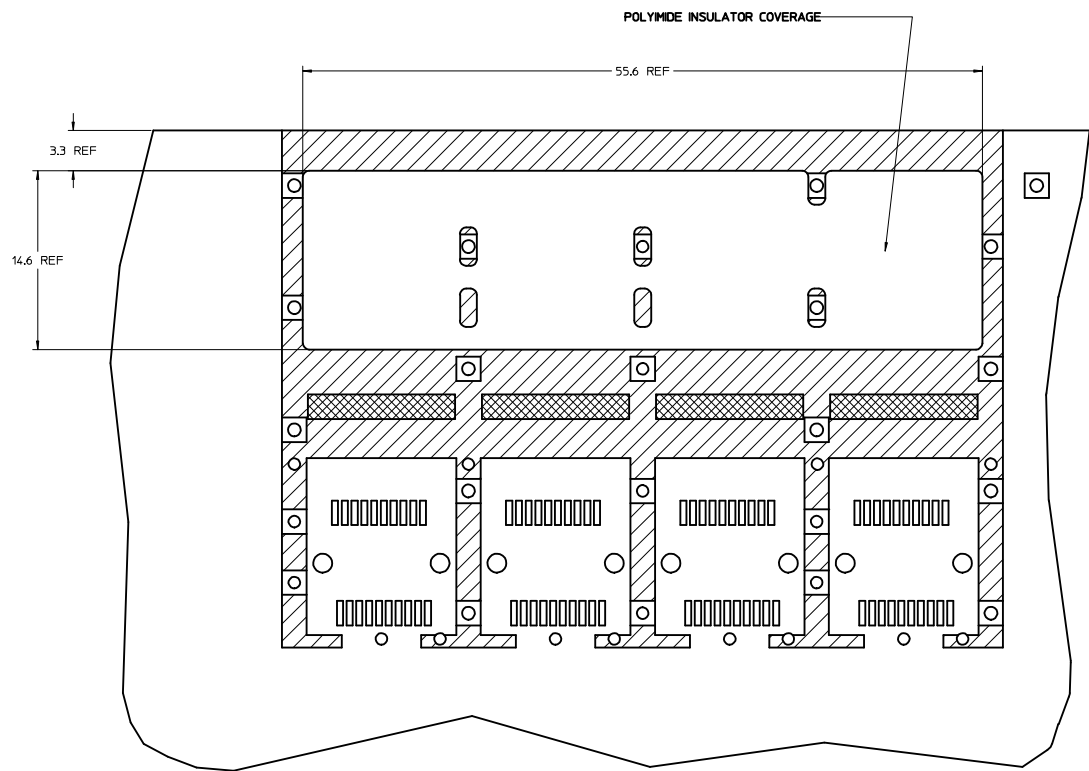 POLYIMIDE INSULATOR COVERAGE
55.6 REF
3.3 REF
14.6 REF